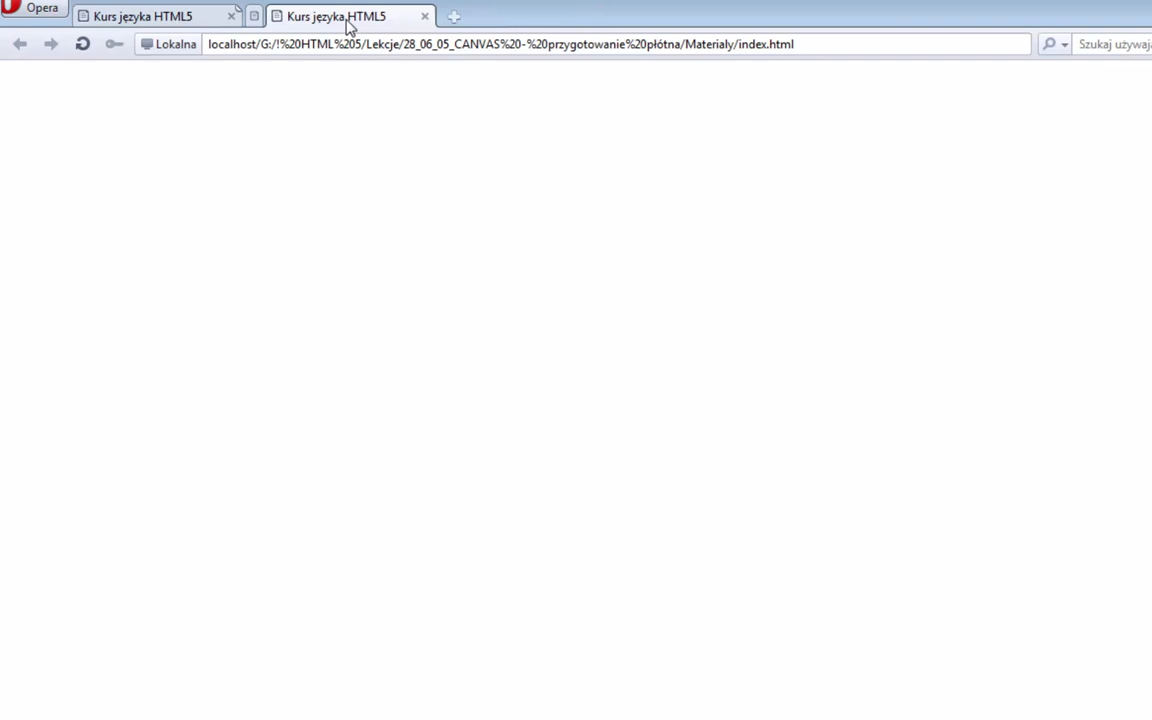 Opera
Kurs języka HTML5
Kurs języka HTML5
Lokalna
localhost/G:/!%20HTML%205/Lekcje/28_06_05_CANVAS%20-%20przygotowanie%20płótna/Materialy/index.html
Szukaj używaj